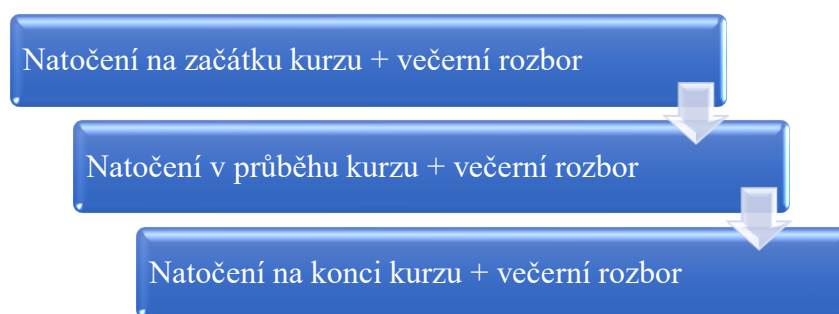 Natočení na začátku kurzu + večerní rozbor
Natočení v průběhu kurzu + večerní rozbor
Natočení na konci kurzu + večerní rozbor